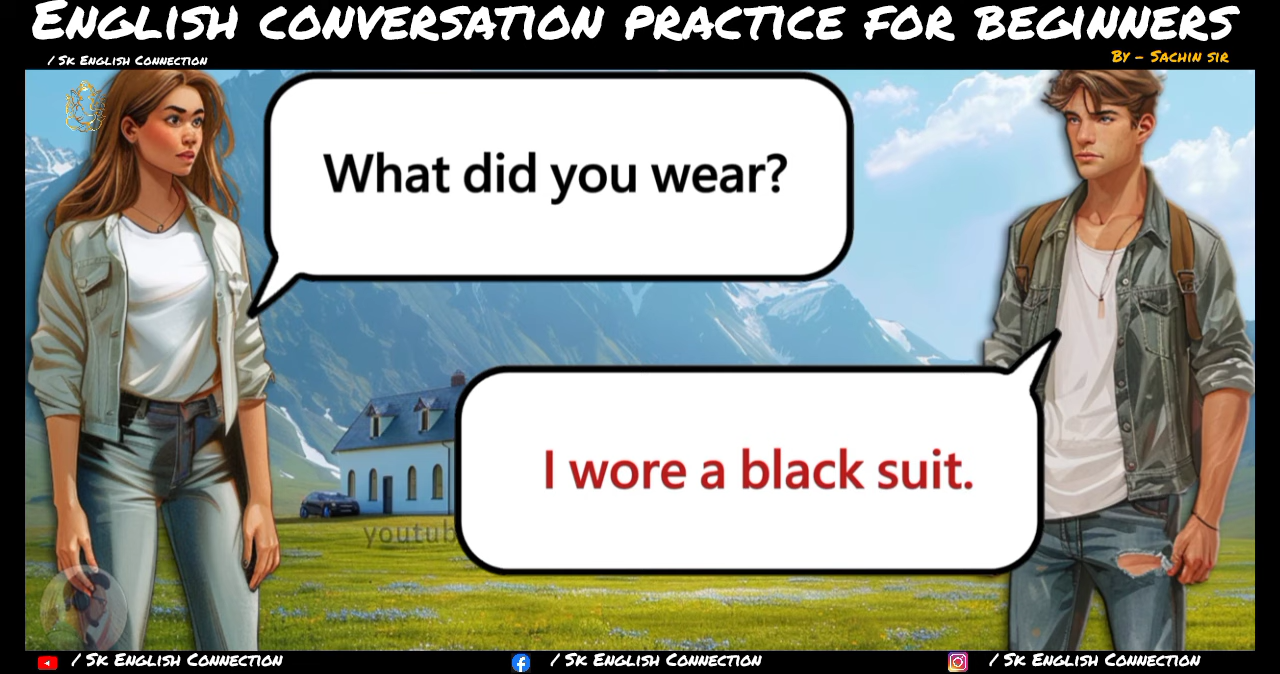 English conversation practice for beginners
/ Sk English Connection
By - Sachin sir
What did you wear?
I wore a black suit.
youtub
/ Sk English Connection
/ Sk English Connection
/ Sk English Connection